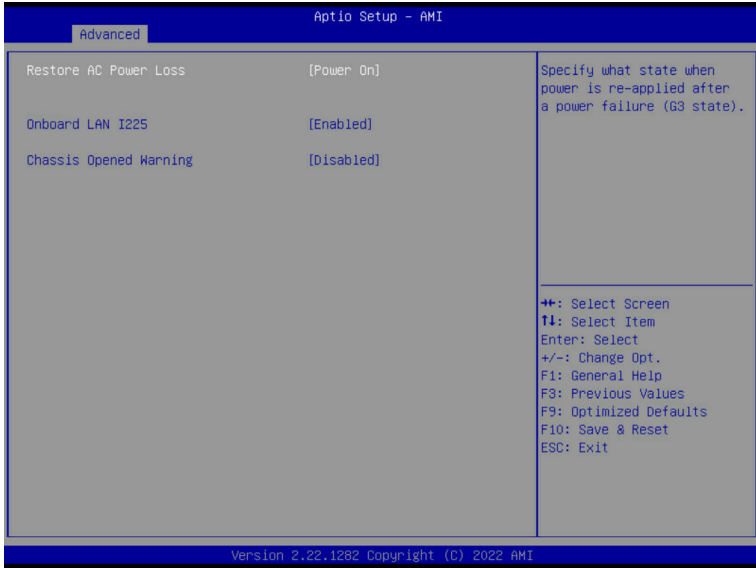 Aptio Setup - AMI
Advanced
Restore AC Power Loss [Power On]
Onboard LAN I225 [Enabled]
Chassis Opened Warning [Disabled]
Specify what state when
power is re-applied after
a power failure (G3 state).
→←: Select Screen
↑↓: Select Item
Enter: Select
+/-: Change Opt.
F1: General Help
F3: Previous Values
F9: Optimized Defaults
F10: Save & Reset
ESC: Exit
Version 2.22.1282 Copyright (C) 2022 AMI